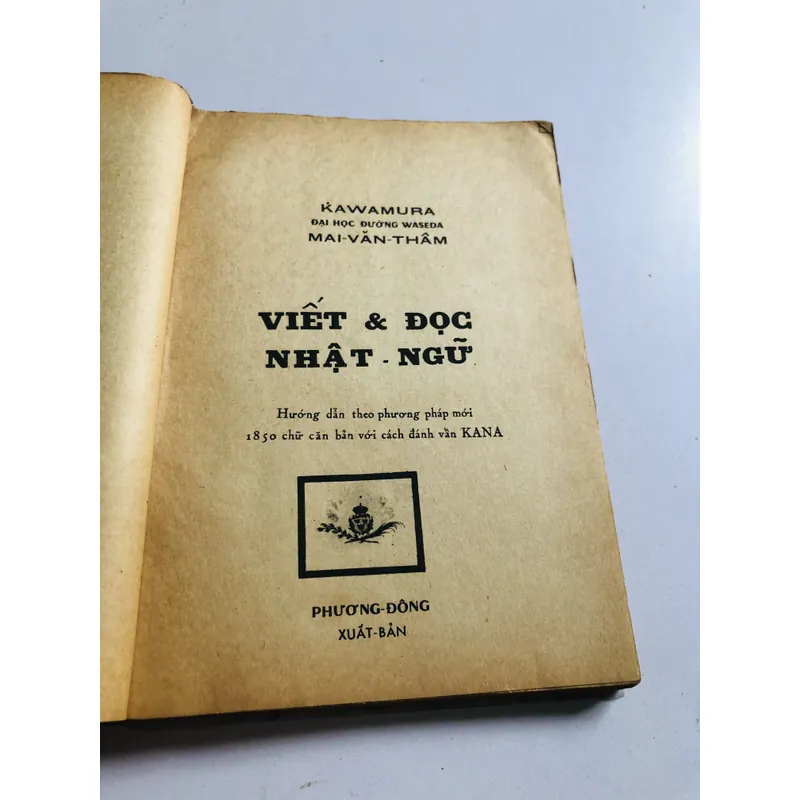 KAWAMURA
ĐẠI HỌC ĐƯỜNG WASEDA
MAI-VĂN-THÂM
VIẾT & ĐỌC
NHẬT - NGỮ
Hướng dẫn theo phương pháp mới
1850 chữ căn bản với cách đánh vần KANA
PHƯƠNG-ĐÔNG
XUẤT-BẢN